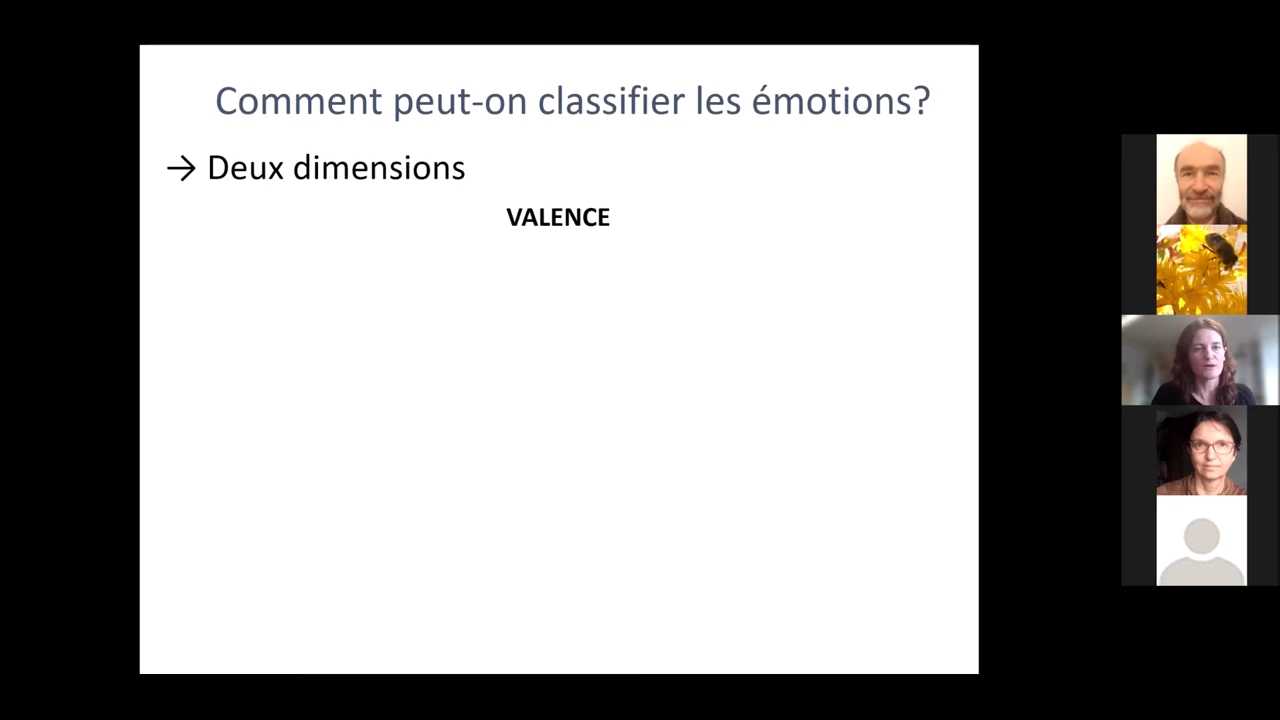 Comment peut-on classifier les émotions?
→ Deux dimensions
VALENCE